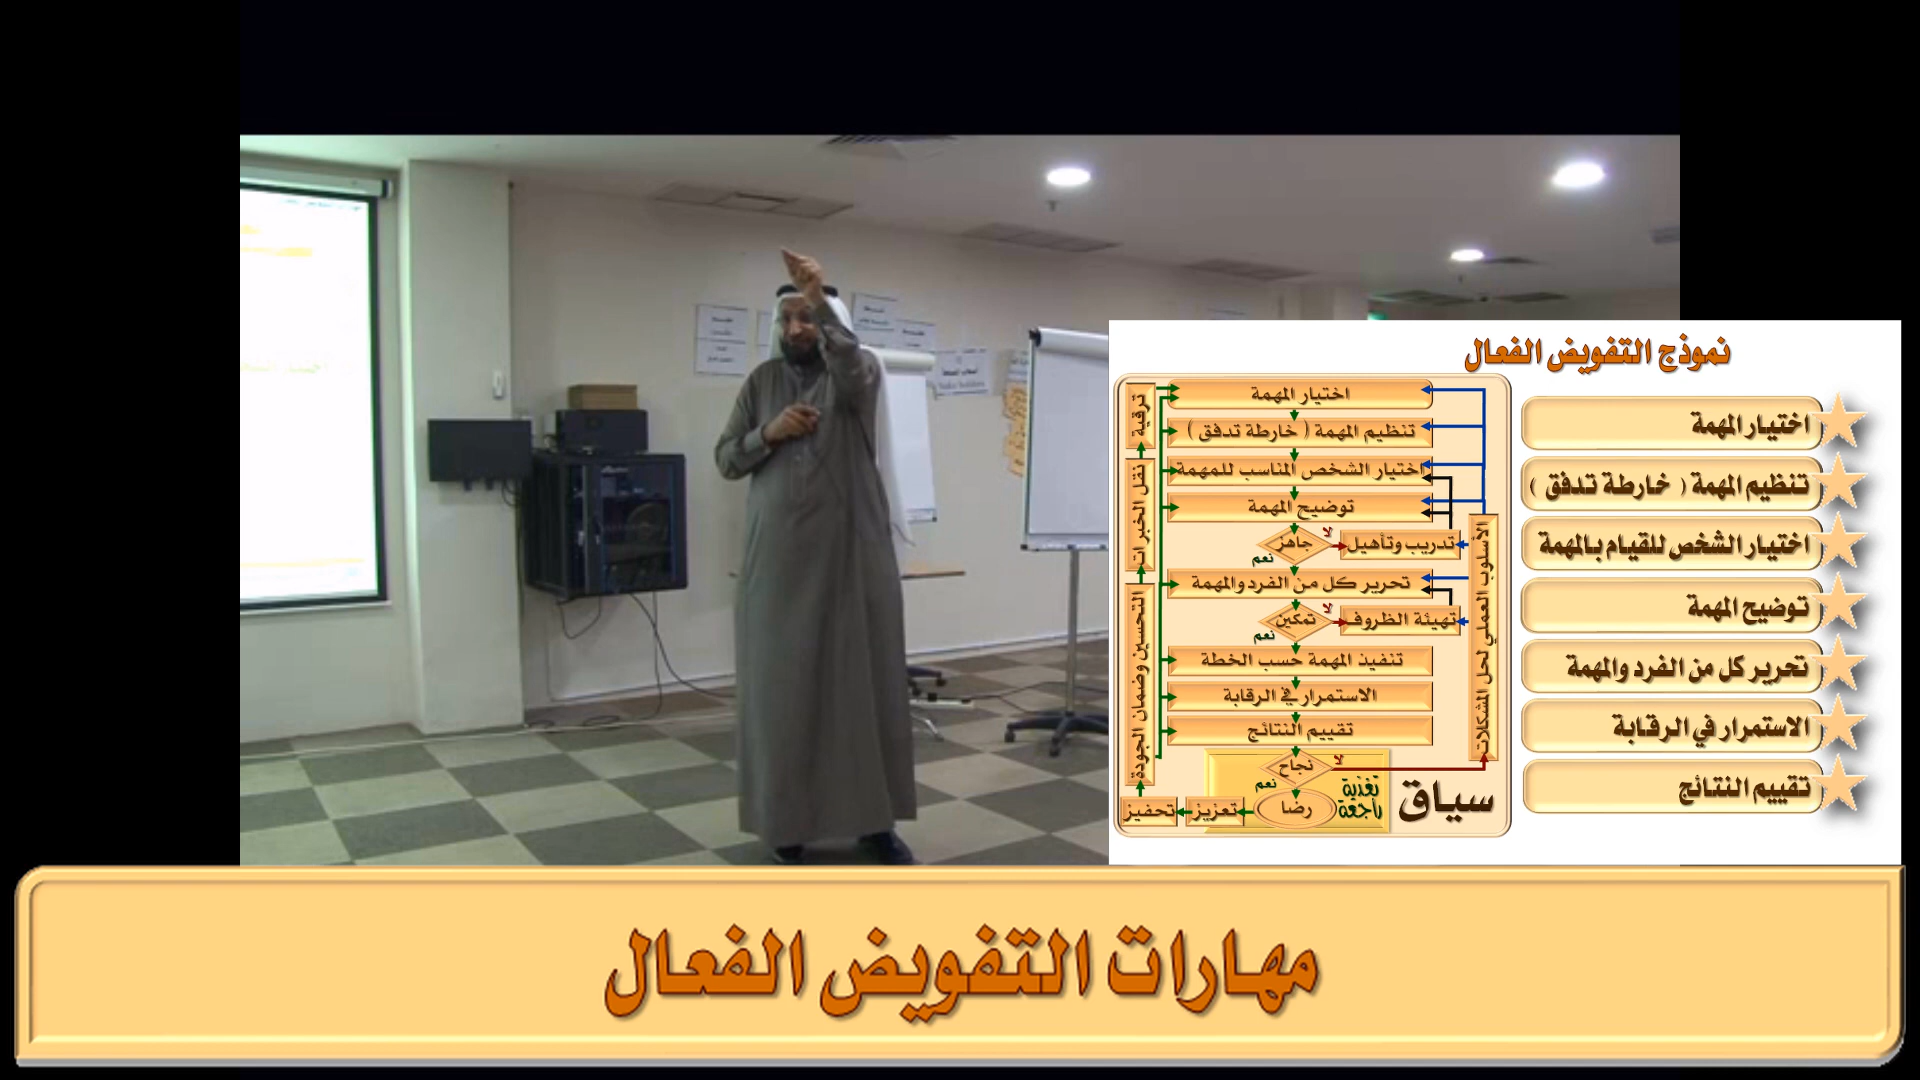 نموذج التفويض الفعال
اختيار المهمة
تنظيم المهمة ( خارطة تدفق )
اختيار الشخص للقيام بالمهمة
توضيح المهمة
تحرير كل من الفرد والمهمة
الاستمرار في الرقابة
تقييم النتائج
اختيار المهمة
تنظيم المهمة ( خارطة تدفق )
اختيار الشخص المناسب للمهمة
توضيح المهمة
جاهز
لا
نعم
تدريب وتأهيل
تحرير كل من الفرد والمهمة
تمكين
لا
نعم
تهيئة الظروف
تنفيذ المهمة حسب الخطة
الاستمرار في الرقابة
تقييم النتائج
نجاح
لا
نعم
رضا
تغذية
راجعة
تعزيز
تحفيز
التحسين وضمان الجودة
نقل الخبرات
ترقية
الأسلوب العملي لحل المشكلات
سياق
مهارات التفويض الفعال